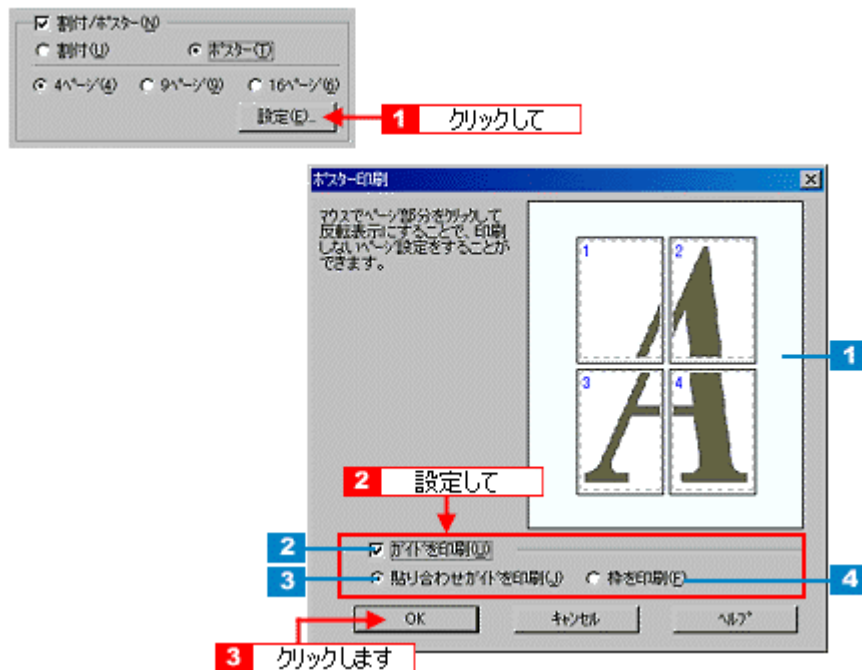 割付/ポスター(N)
割付(U) ポスター(T)
4ページ(4) 9ページ(9) 16ページ(6)
設定(E)...
1 クリックして
ポスター印刷
マウスでページ部分をクリックして
反転表示にすることで、印刷
しないページ設定をすることが
できます。
1 2
3 4
1
2 設定して
2 ガイドを印刷(U)
3 貼り合わせガイドを印刷(J) 枠を印刷(F) 4
OK キャンセル ヘルプ
3 クリックします